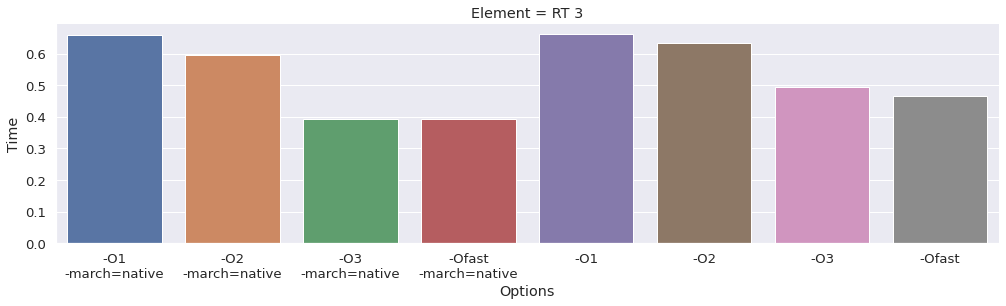 Element = RT 3
Time
0.6
0.5
0.4
0.3
0.2
0.1
0.0
-O1
-march=native
-O2
-march=native
-O3
-march=native
-Ofast
-march=native
-O1
-O2
-O3
-Ofast
Options